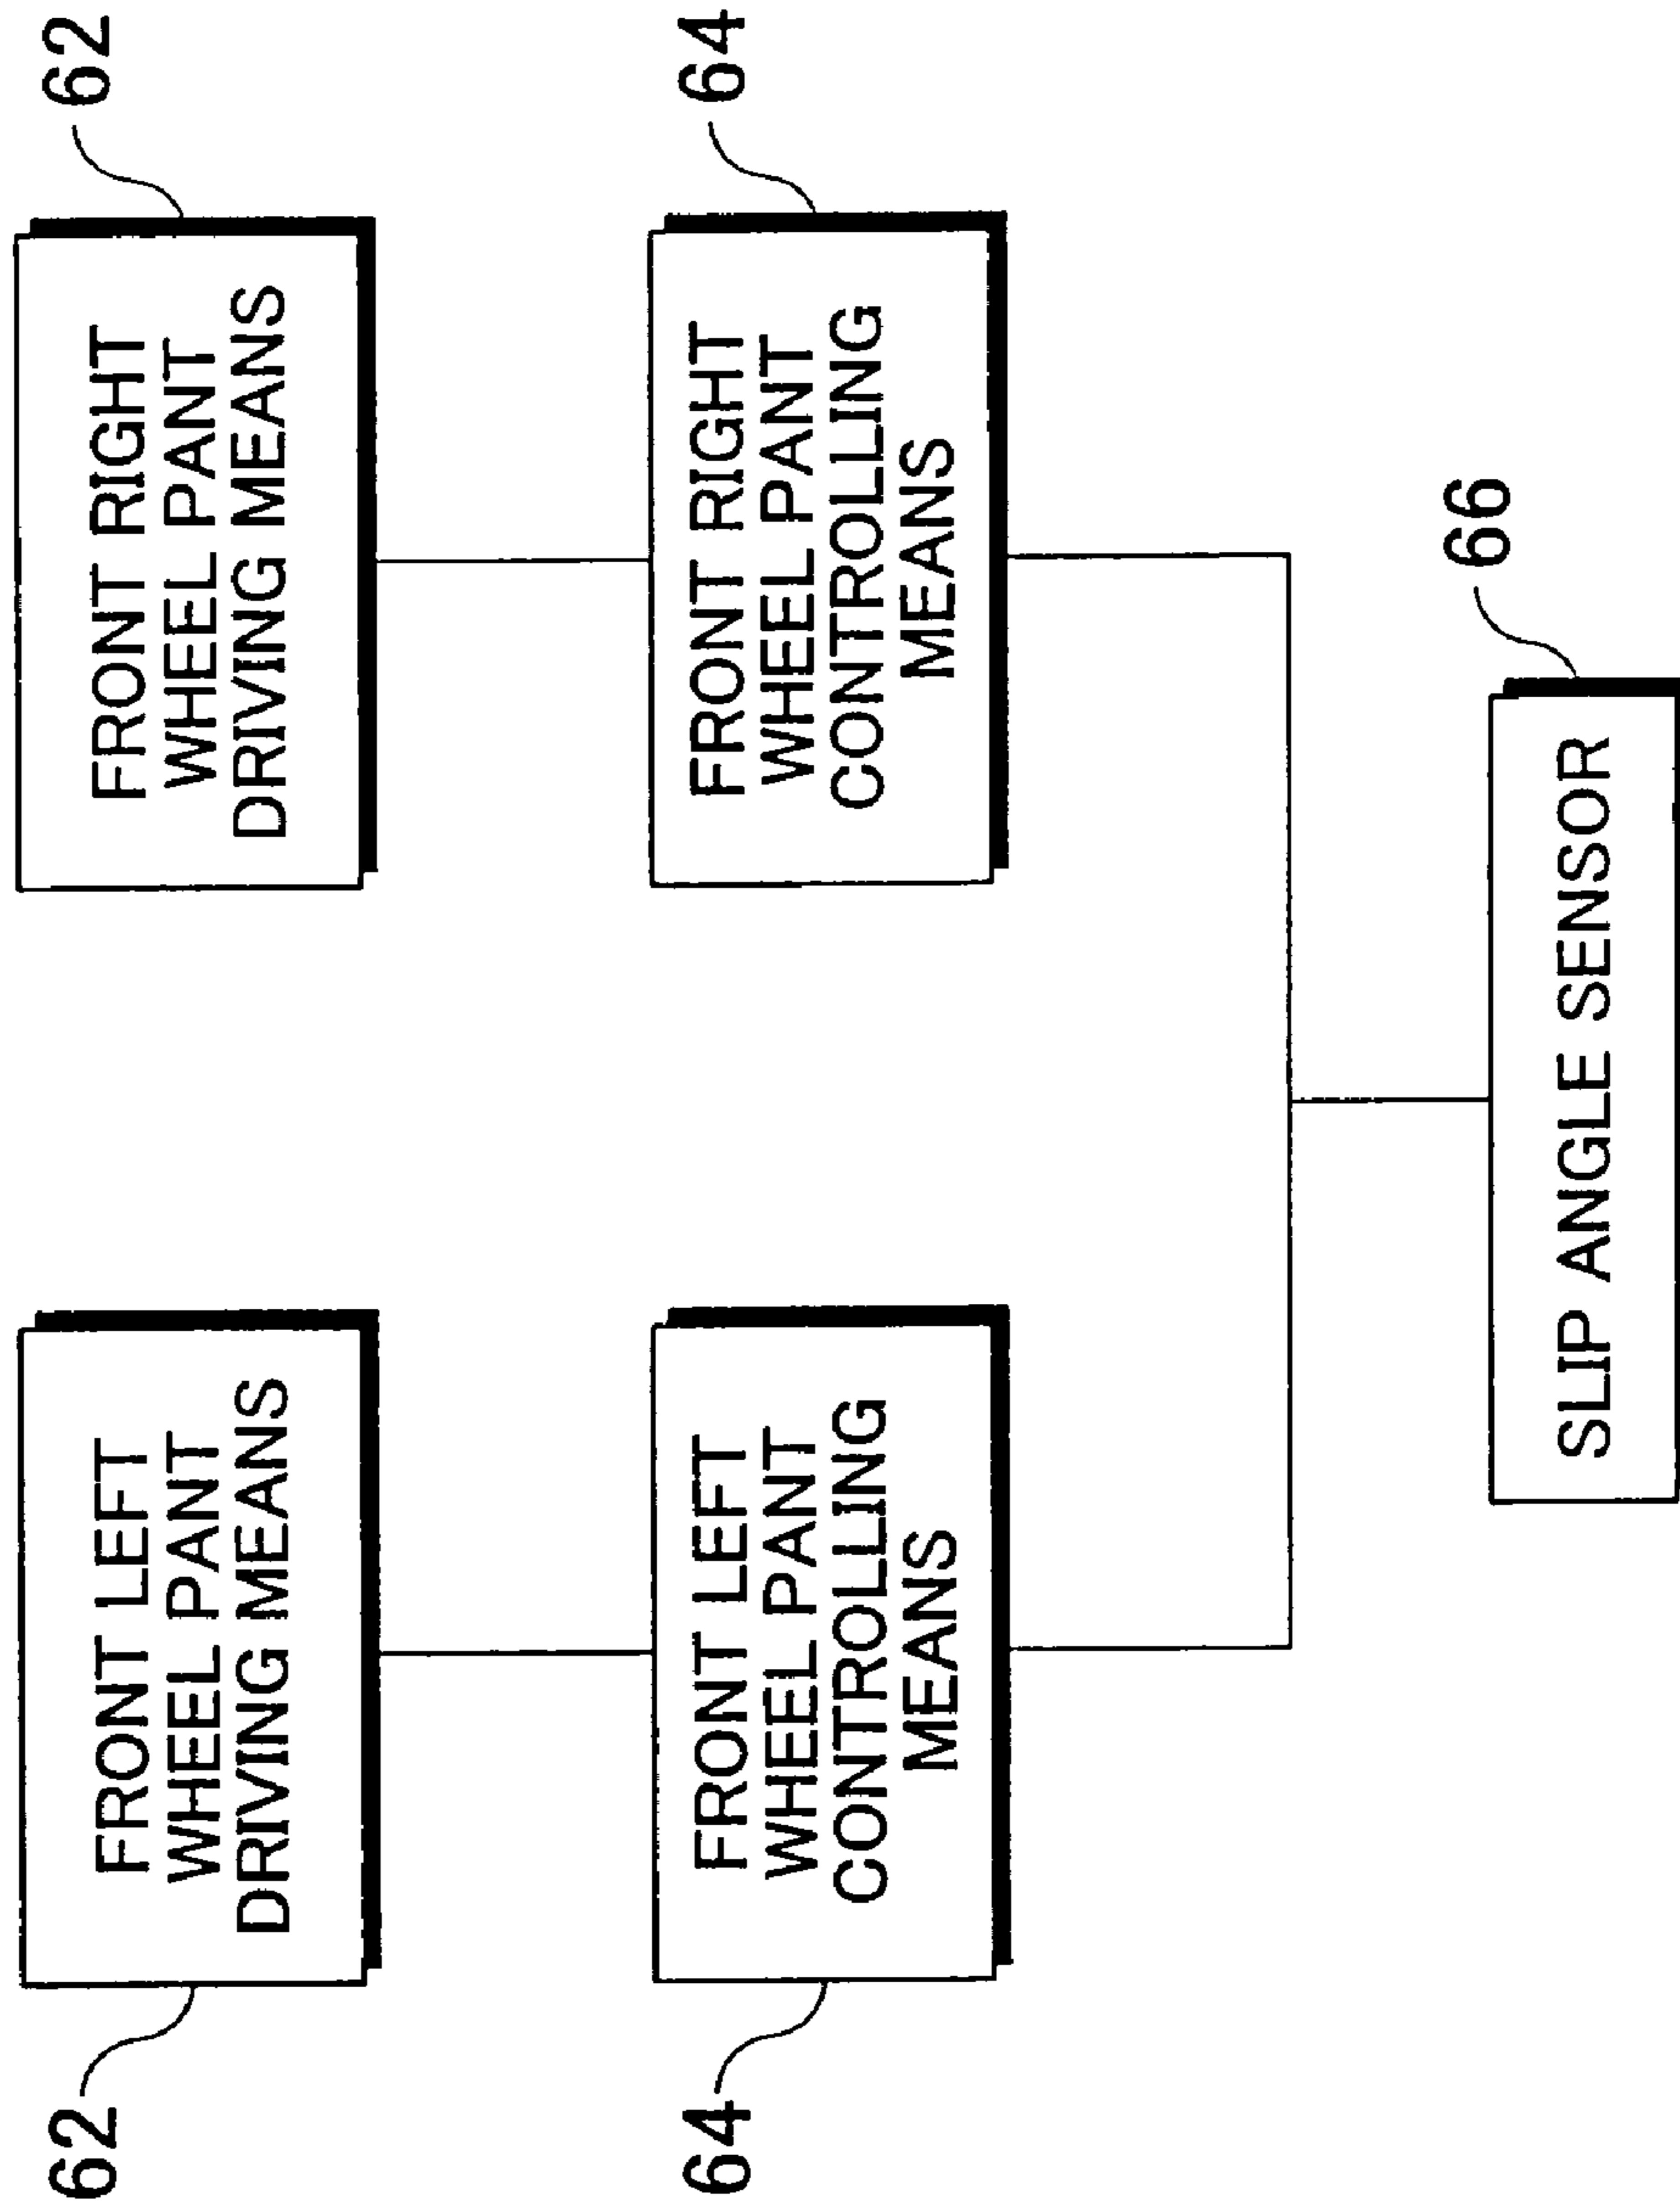 62
FRONT LEFT
WHEEL PANT
DRIVING MEANS
FRONT RIGHT
WHEEL PANT
DRIVING MEANS
62
64
FRONT LEFT
WHEEL PANT
CONTROLLING
MEANS
FRONT RIGHT
WHEEL PANT
CONTROLLING
MEANS
64
66
SLIP ANGLE SENSOR